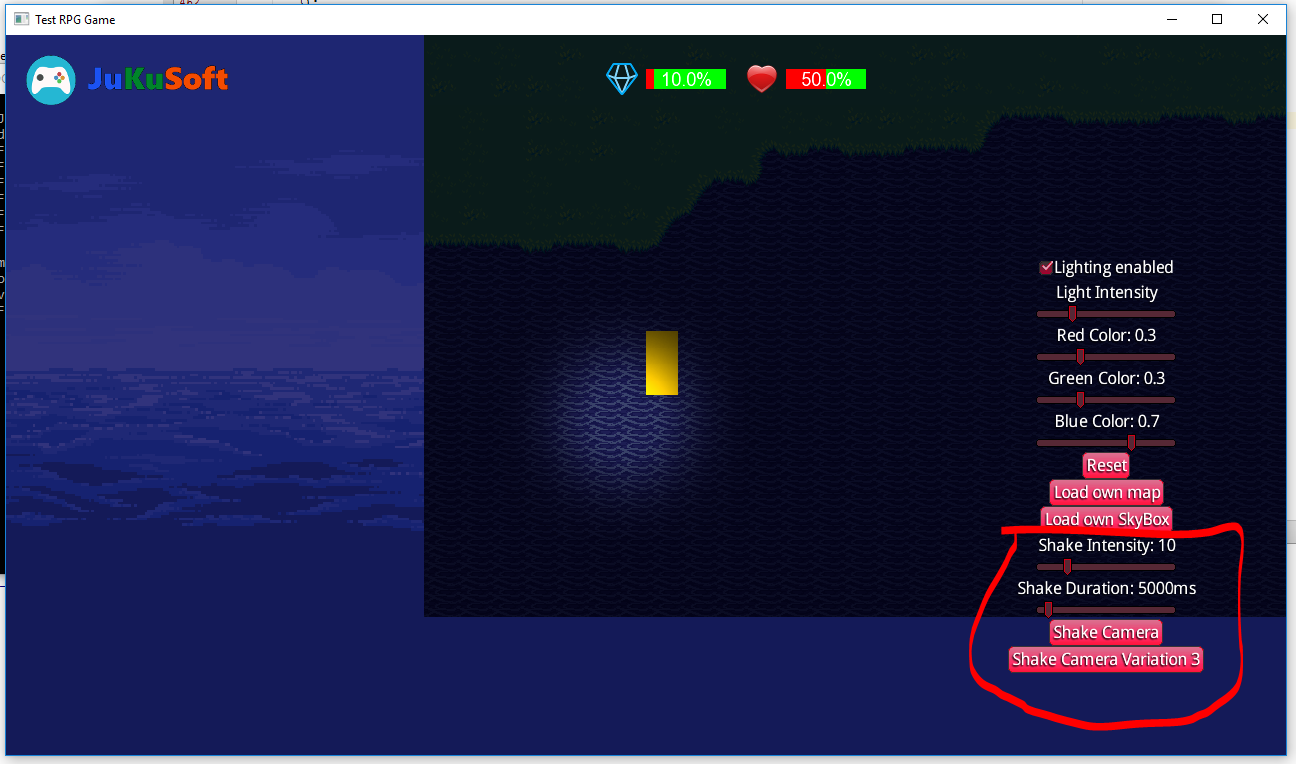 Test RPG Game
JuKuSoft
10.0%
50.0%
Lighting enabled
Light Intensity
Red Color: 0.3
Green Color: 0.3
Blue Color: 0.7
Reset
Load own map
Load own SkyBox
Shake Intensity: 10
Shake Duration: 5000ms
Shake Camera
Shake Camera Variation 3